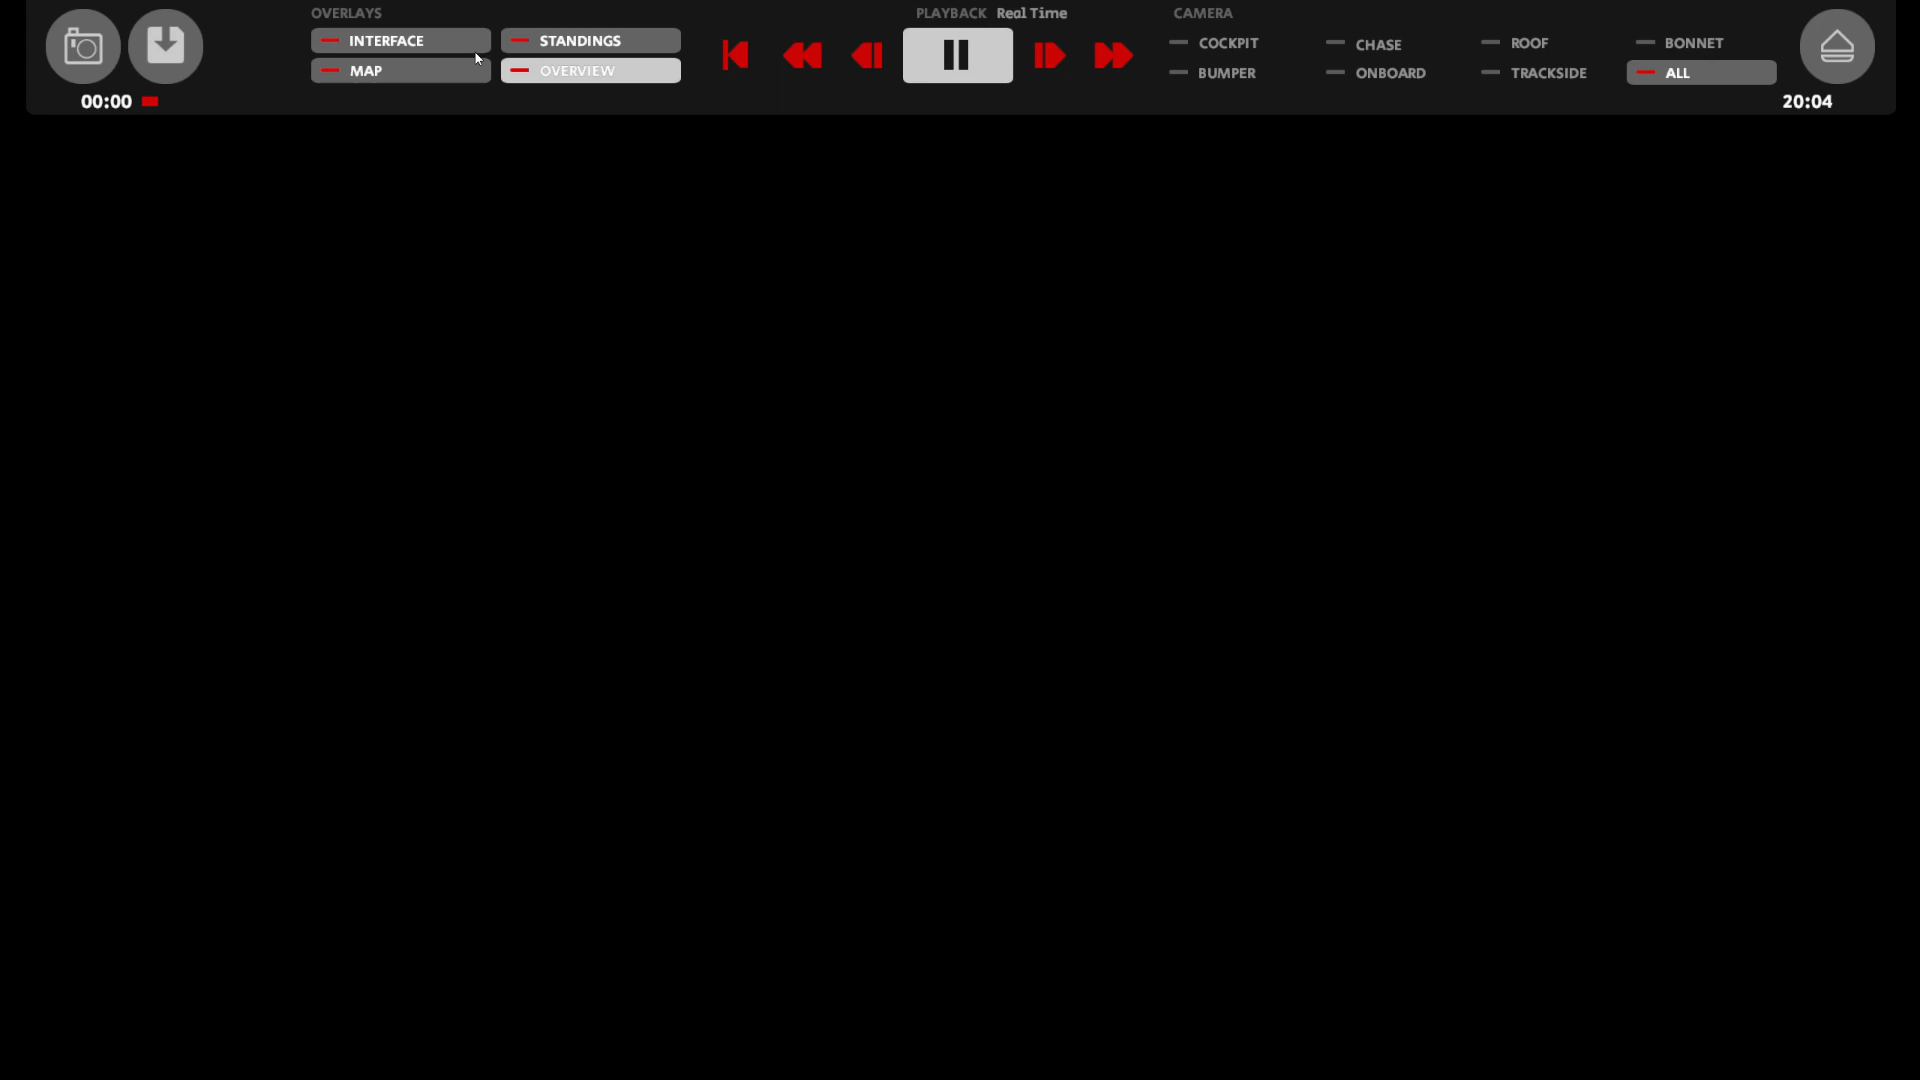 OVERLAYS
INTERFACE
STANDINGS
MAP
OVERVIEW
PLAYBACK Real Time
CAMERA
COCKPIT
CHASE
ROOF
BONNET
BUMPER
ONBOARD
TRACKSIDE
ALL
00:00
20:04